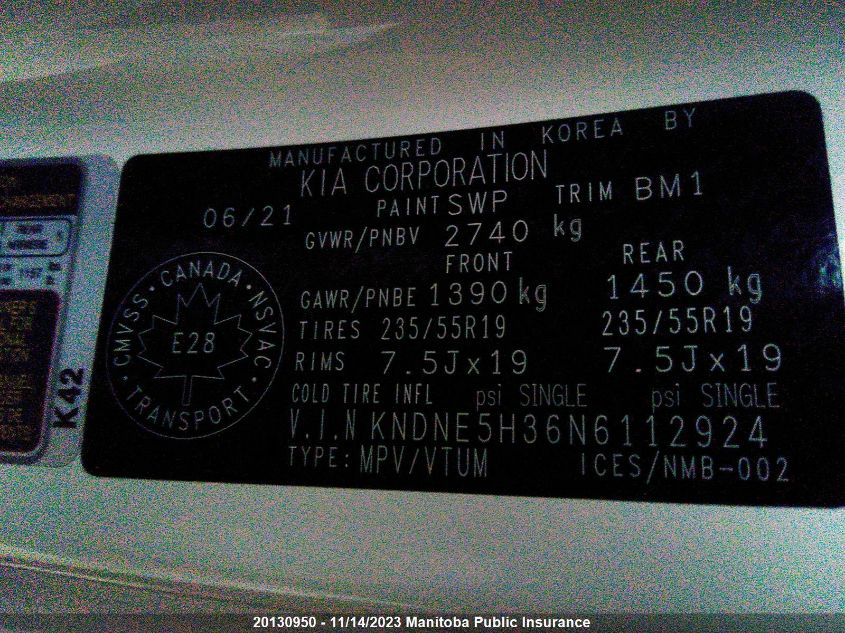 MANUFACTURED IN KOREA BY
KIA CORPORATION
06/21 PAINT SWP TRIM BM1
GVWR/PNBV 2740 kg
FRONT REAR
GAWR/PNBE 1390 kg 1450 kg
TIRES 235/55R19 235/55R19
RIMS 7.5Jx19 7.5Jx19
COLD TIRE INFL psi SINGLE psi SINGLE
V.I.N KNDNE5H36N6112924
TYPE: MPV/VTUM ICES/NMB-002
CANADA • NSVAC • TRANSPORT • CMVSS •
E28
K42
20130950 - 11/14/2023 Manitoba Public Insurance